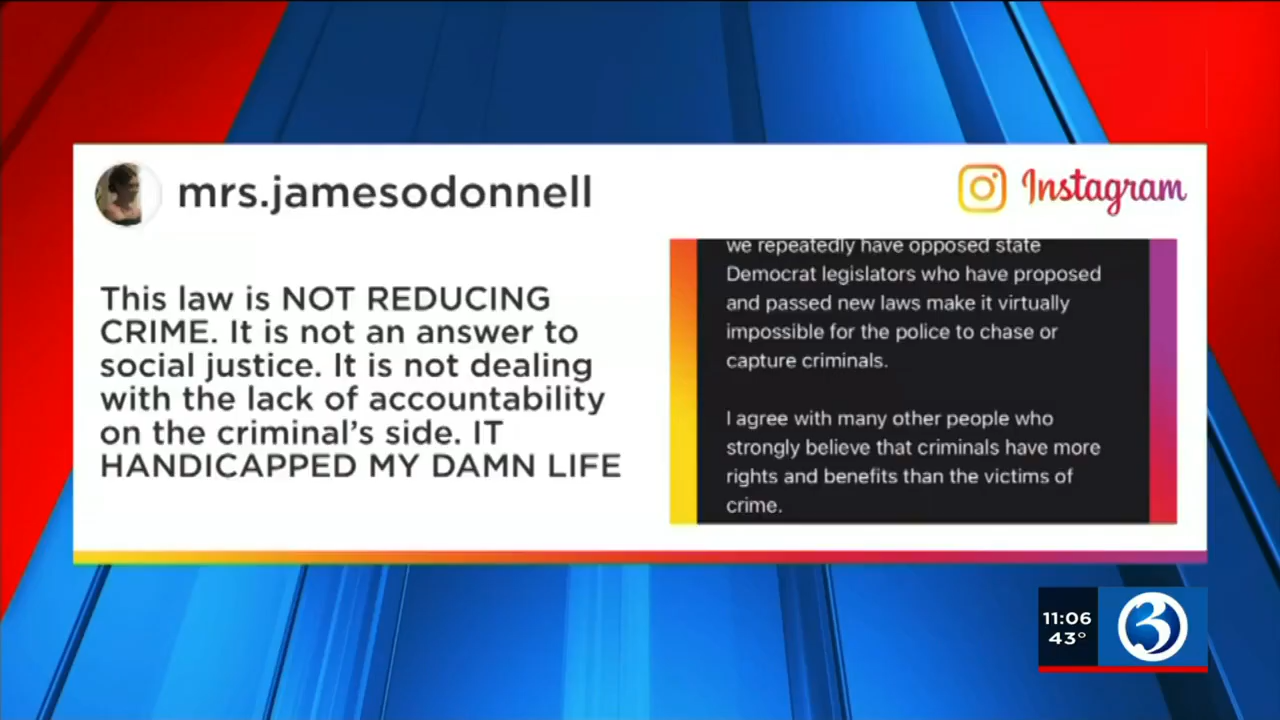 mrs.jamesodonnell
Instagram
This law is NOT REDUCING
CRIME. It is not an answer to
social justice. It is not dealing
with the lack of accountability
on the criminal's side. IT
HANDICAPPED MY DAMN LIFE
we repeatedly have opposed state
Democrat legislators who have proposed
and passed new laws make it virtually
impossible for the police to chase or
capture criminals.
I agree with many other people who
strongly believe that criminals have more
rights and benefits than the victims of
crime.
11:06
43°
3